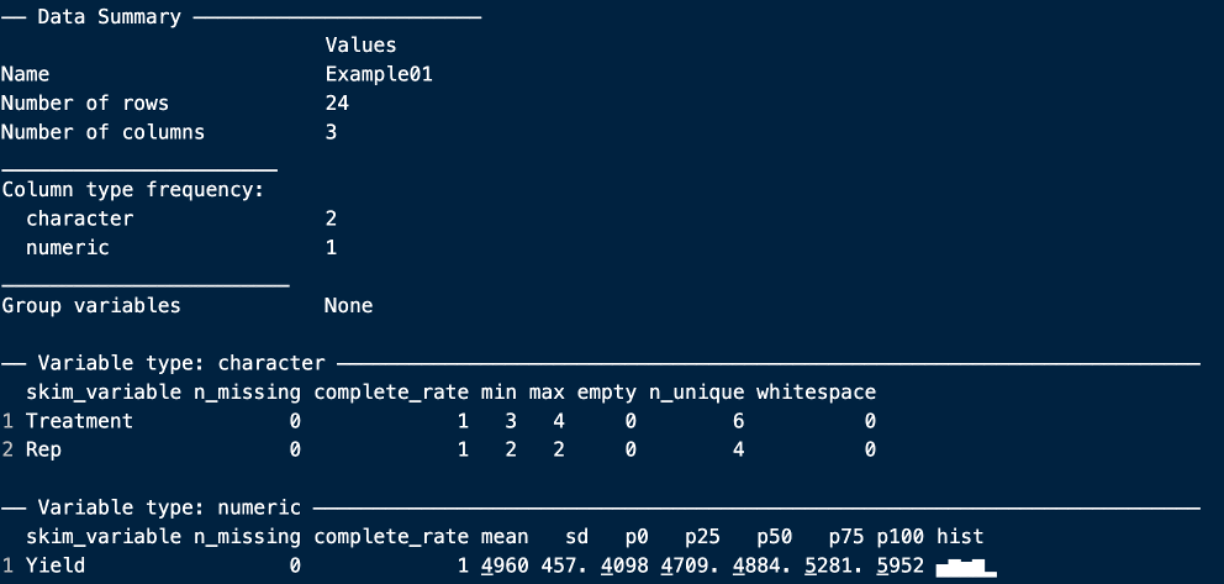 ── Data Summary ────────────────────────
                           Values
Name                       Example01
Number of rows             24
Number of columns          3
_______________________
Column type frequency:
  character                2
  numeric                  1
________________________
Group variables            None
── Variable type: character ────────────────────────
  skim_variable n_missing complete_rate min max empty n_unique whitespace
1 Treatment             0             1   3   4     0        6          0
2 Rep                   0             1   2   2     0        4          0
── Variable type: numeric ────────────────────────
  skim_variable n_missing complete_rate mean   sd   p0   p25   p50   p75 p100 hist
1 Yield                 0             1 4960 457. 4098 4709. 4884. 5281. 5952 ▅▇▆▇▂